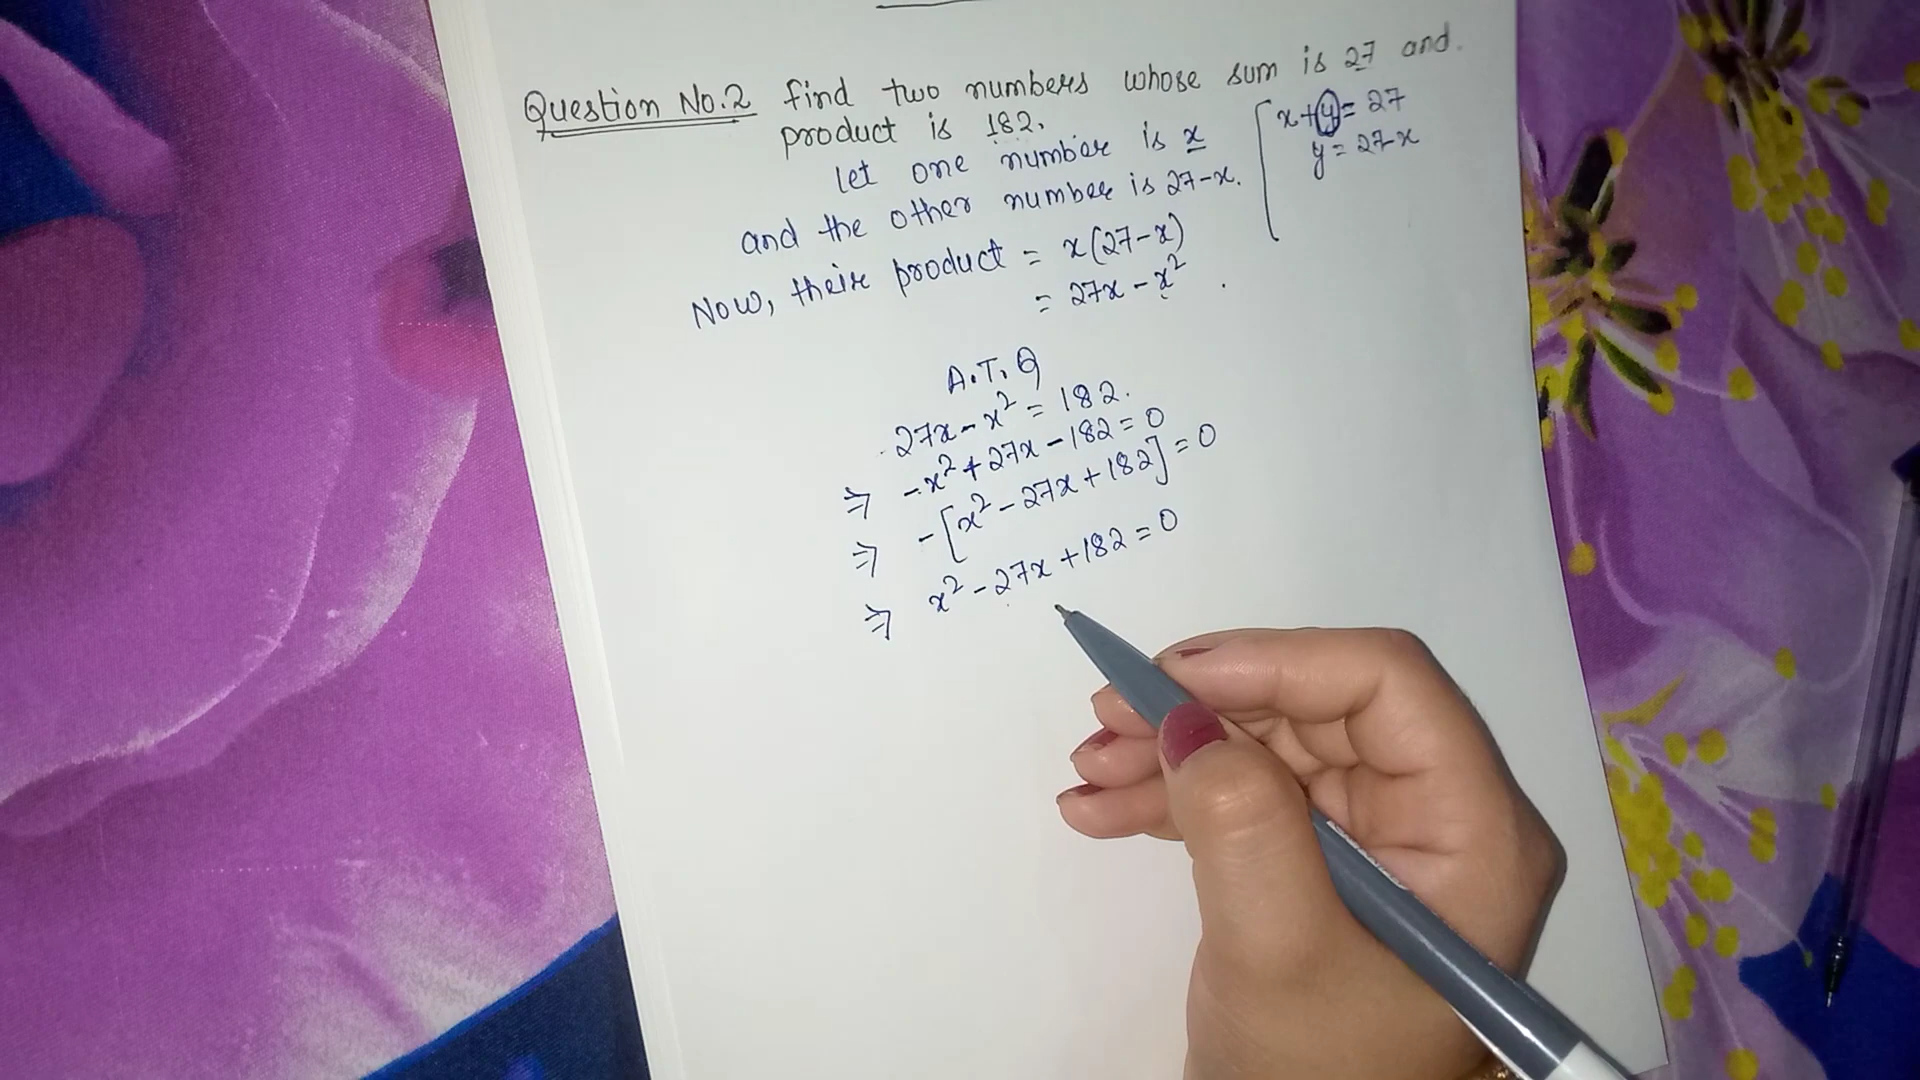 Question No.2 find two numbers whose sum is 27 and
product is 182.
let one number is x
and the other number is 27-x.
[x+y = 27
y = 27-x
Now, their product = x(27-x)
= 27x - x²
A.T.Q
27x - x² = 182.
⇒ -x² + 27x - 182 = 0
⇒ -[x² - 27x + 182] = 0
⇒ x² - 27x + 182 = 0